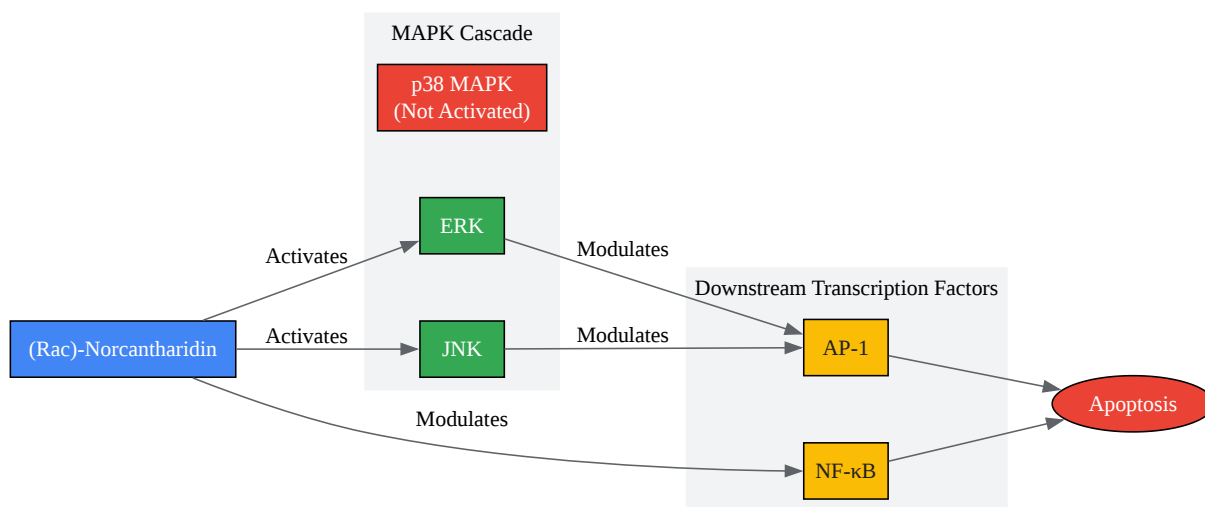 MAPK Cascade
p38 MAPK
(Not Activated)
ERK
Activates
Modulates
Downstream Transcription Factors
(Rac)-Norcantharidin
Activates
JNK
Modulates
AP-1
Apoptosis
Modulates
NF-κB